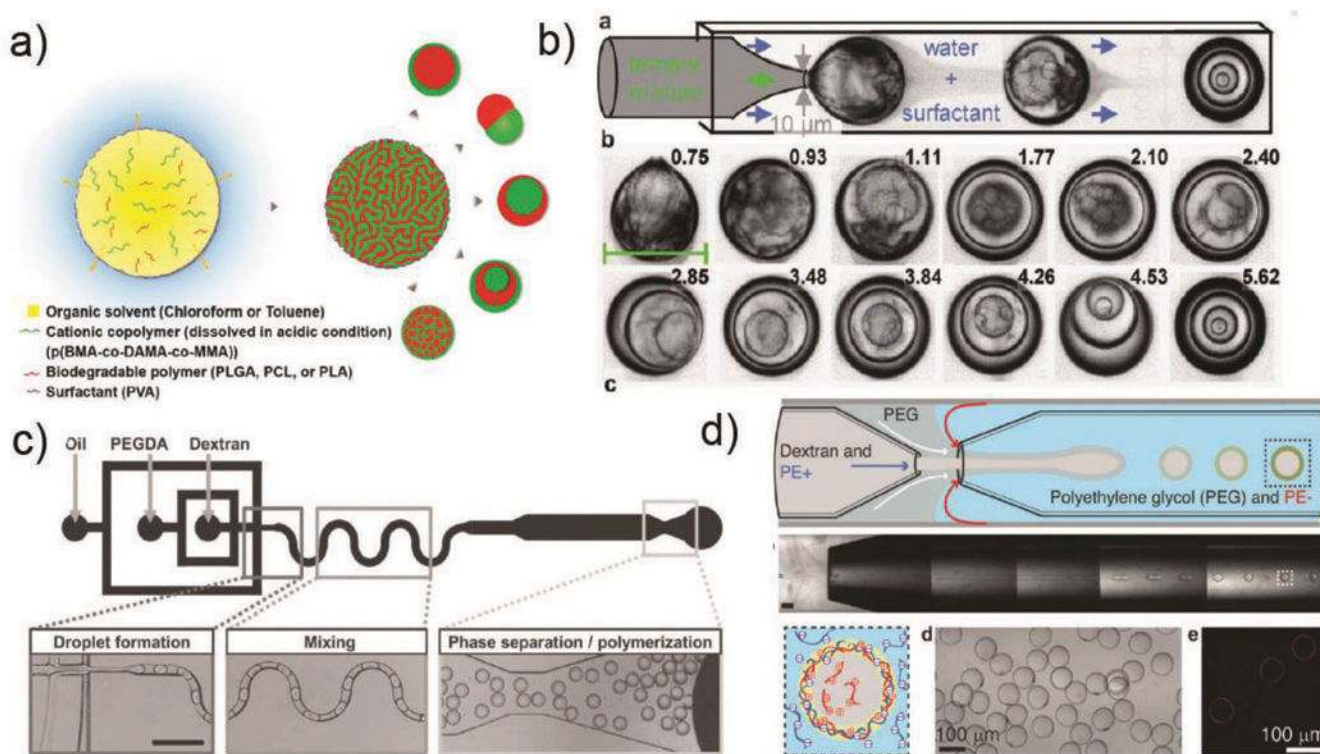 a)
Organic solvent (Chloroform or Toluene)
Cationic copolymer (dissolved in acidic condition)
(p(BMA-co-DAMA-co-MMA))
Biodegradable polymer (PLGA, PCL, or PLA)
Surfactant (PVA)
b)
a
ternary
mixture
10 µm
water
+
surfactant
b
0.75 0.93 1.11 1.77 2.10 2.40
2.85 3.48 3.84 4.26 4.53 5.62
c
c)
Oil PEGDA Dextran
Droplet formation
Mixing
Phase separation / polymerization
d)
PEG
Dextran and
PE+
Polyethylene glycol (PEG) and PE-
d
100 µm
e
100 µm